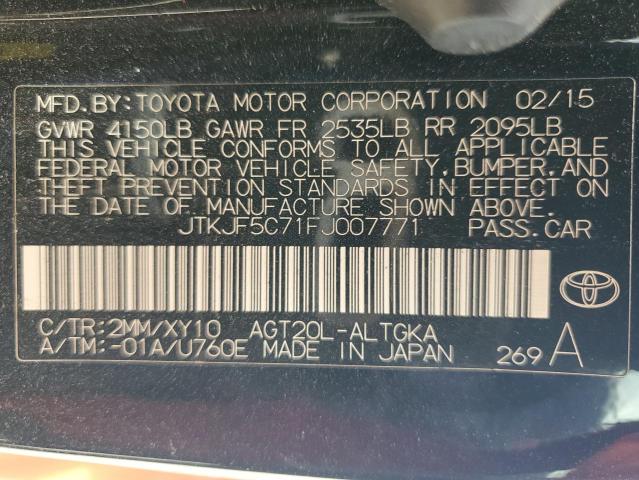 MFD.BY:TOYOTA MOTOR CORPORATION 02/15
GVWR 4150LB GAWR FR 2535LB RR 2095LB
THIS VEHICLE CONFORMS TO ALL APPLICABLE
FEDERAL MOTOR VEHICLE SAFETY,BUMPER,AND
THEFT PREVENTION STANDARDS IN EFFECT ON
THE DATE OF MANUFACTURE SHOWN ABOVE.
JTKJF5C71FJ007771 PASS.CAR
C/TR:2MM/XY10 AGT20L-ALTGKA
A/TM:-01A/U760E MADE IN JAPAN 269 A